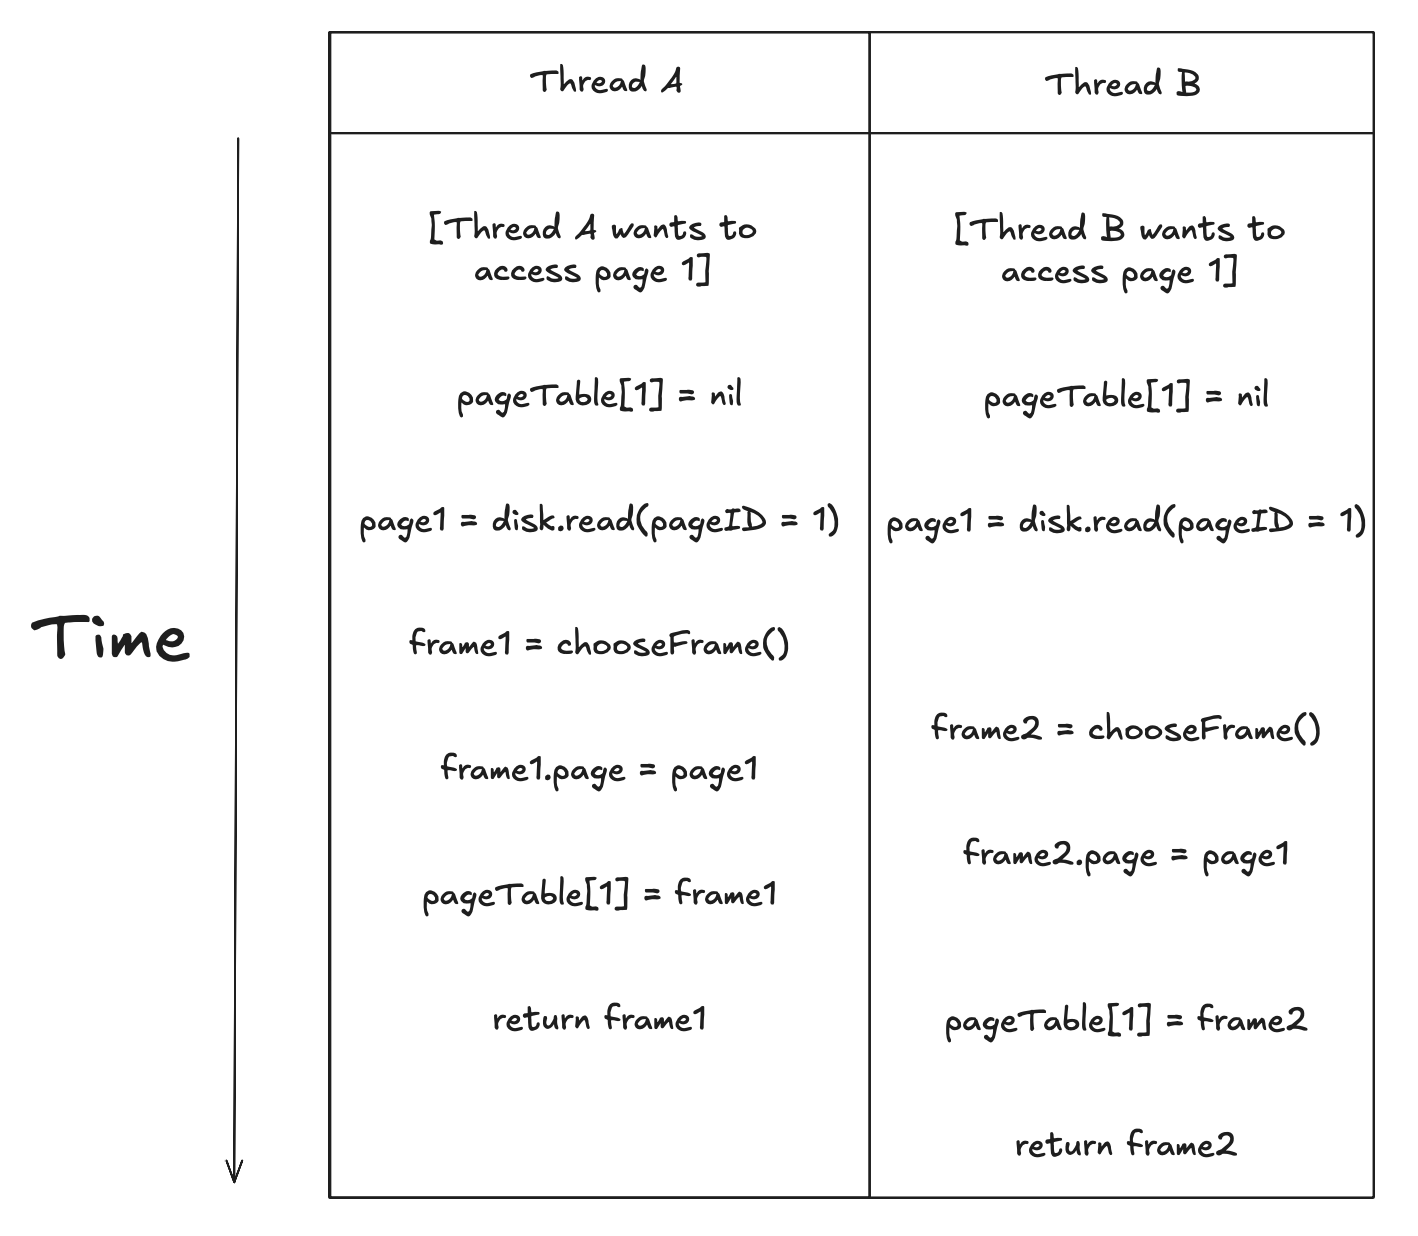 Thread A
Thread B
[Thread A wants to
access page 1]
[Thread B wants to
access page 1]
pageTable[1] = nil
pageTable[1] = nil
page1 = disk.read(pageID = 1)
page1 = disk.read(pageID = 1)
Time
frame1 = chooseFrame()
frame2 = chooseFrame()
frame1.page = page1
frame2.page = page1
pageTable[1] = frame1
return frame1
pageTable[1] = frame2
return frame2